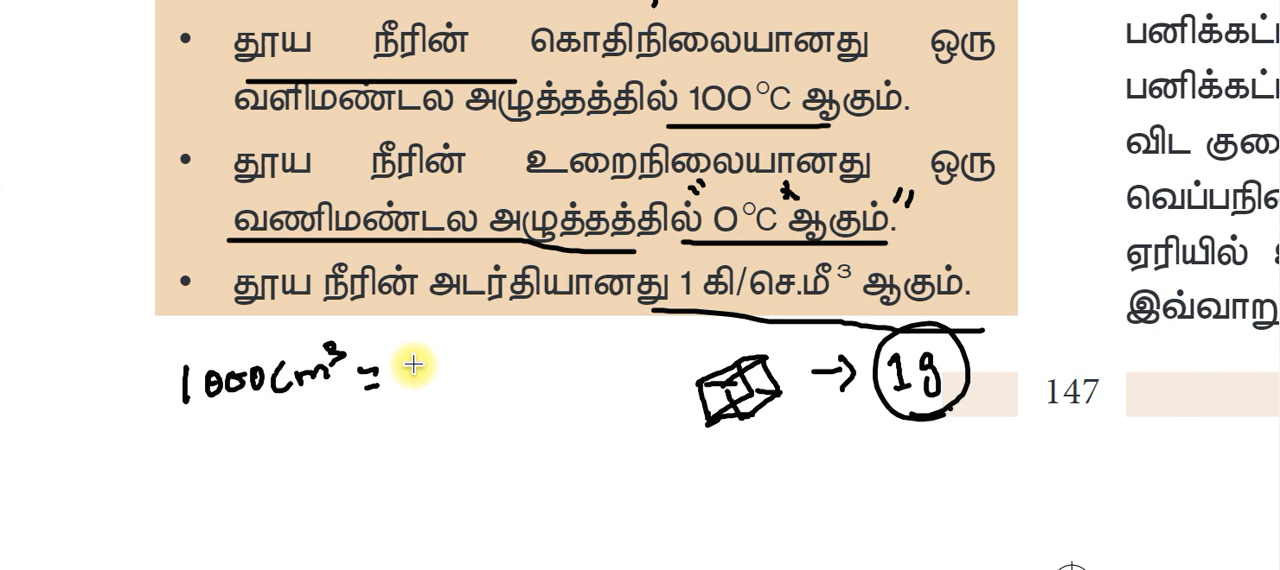 • தூய நீரின் கொதிநிலையானது ஒரு
வளிமண்டல அழுத்தத்தில் 100°C ஆகும்.
• தூய நீரின் உறைநிலையானது ஒரு
வணிமண்டல அழுத்தத்தில் 0°C ஆகும்.
• தூய நீரின் அடர்தியானது 1 கி/செ.மீ³ ஆகும்.
1000cm³ =
→ 1g
147
பனிக்கட்
பனிக்கட்
விட குறை
வெப்பநி
ஏரியில்
இவ்வாறு